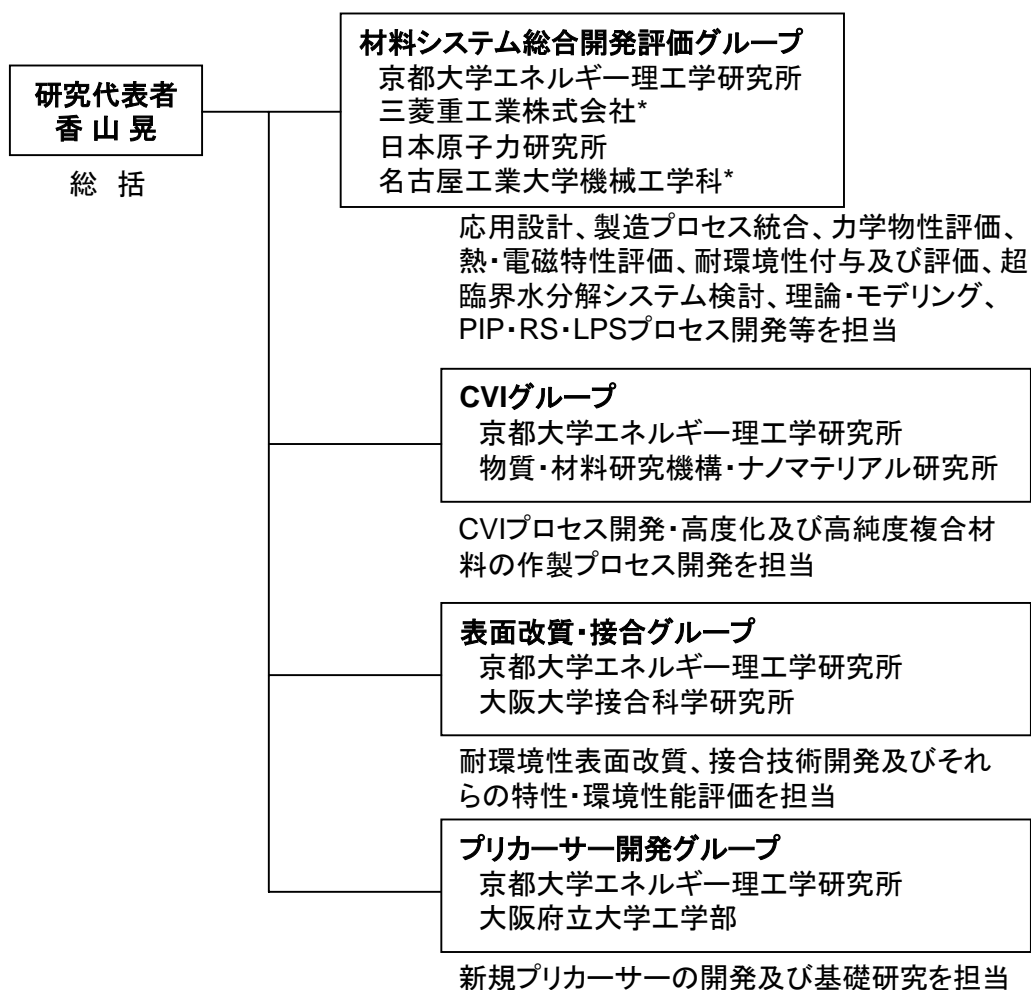 研究代表者
香 山 晃
総 括
材料システム総合開発評価グループ
京都大学エネルギー理工学研究所
三菱重工業株式会社*
日本原子力研究所
名古屋工業大学機械工学科*
応用設計、製造プロセス統合、力学物性評価、
熱・電磁特性評価、耐環境性付与及び評価、超
臨界水分解システム検討、理論・モデリング、
PIP・RS・LPSプロセス開発等を担当
CVIグループ
京都大学エネルギー理工学研究所
物質・材料研究機構・ナノマテリアル研究所
CVIプロセス開発・高度化及び高純度複合材
料の作製プロセス開発を担当
表面改質・接合グループ
京都大学エネルギー理工学研究所
大阪大学接合科学研究所
耐環境性表面改質、接合技術開発及びそれ
らの特性・環境性能評価を担当
プリカーサー開発グループ
京都大学エネルギー理工学研究所
大阪府立大学工学部
新規プリカーサーの開発及び基礎研究を担当